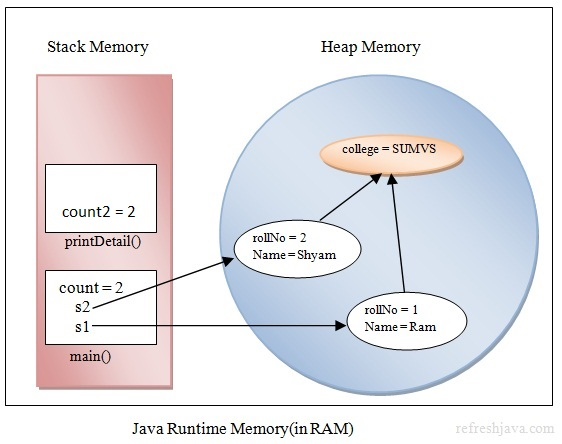 Stack Memory
Heap Memory
college = SUMVS
count2 = 2
printDetail()
rollNo = 2
Name=Shyam
count = 2
s2
s1
main()
rollNo = 1
Name=Ram
Java Runtime Memory(in RAM)
refreshjava.com